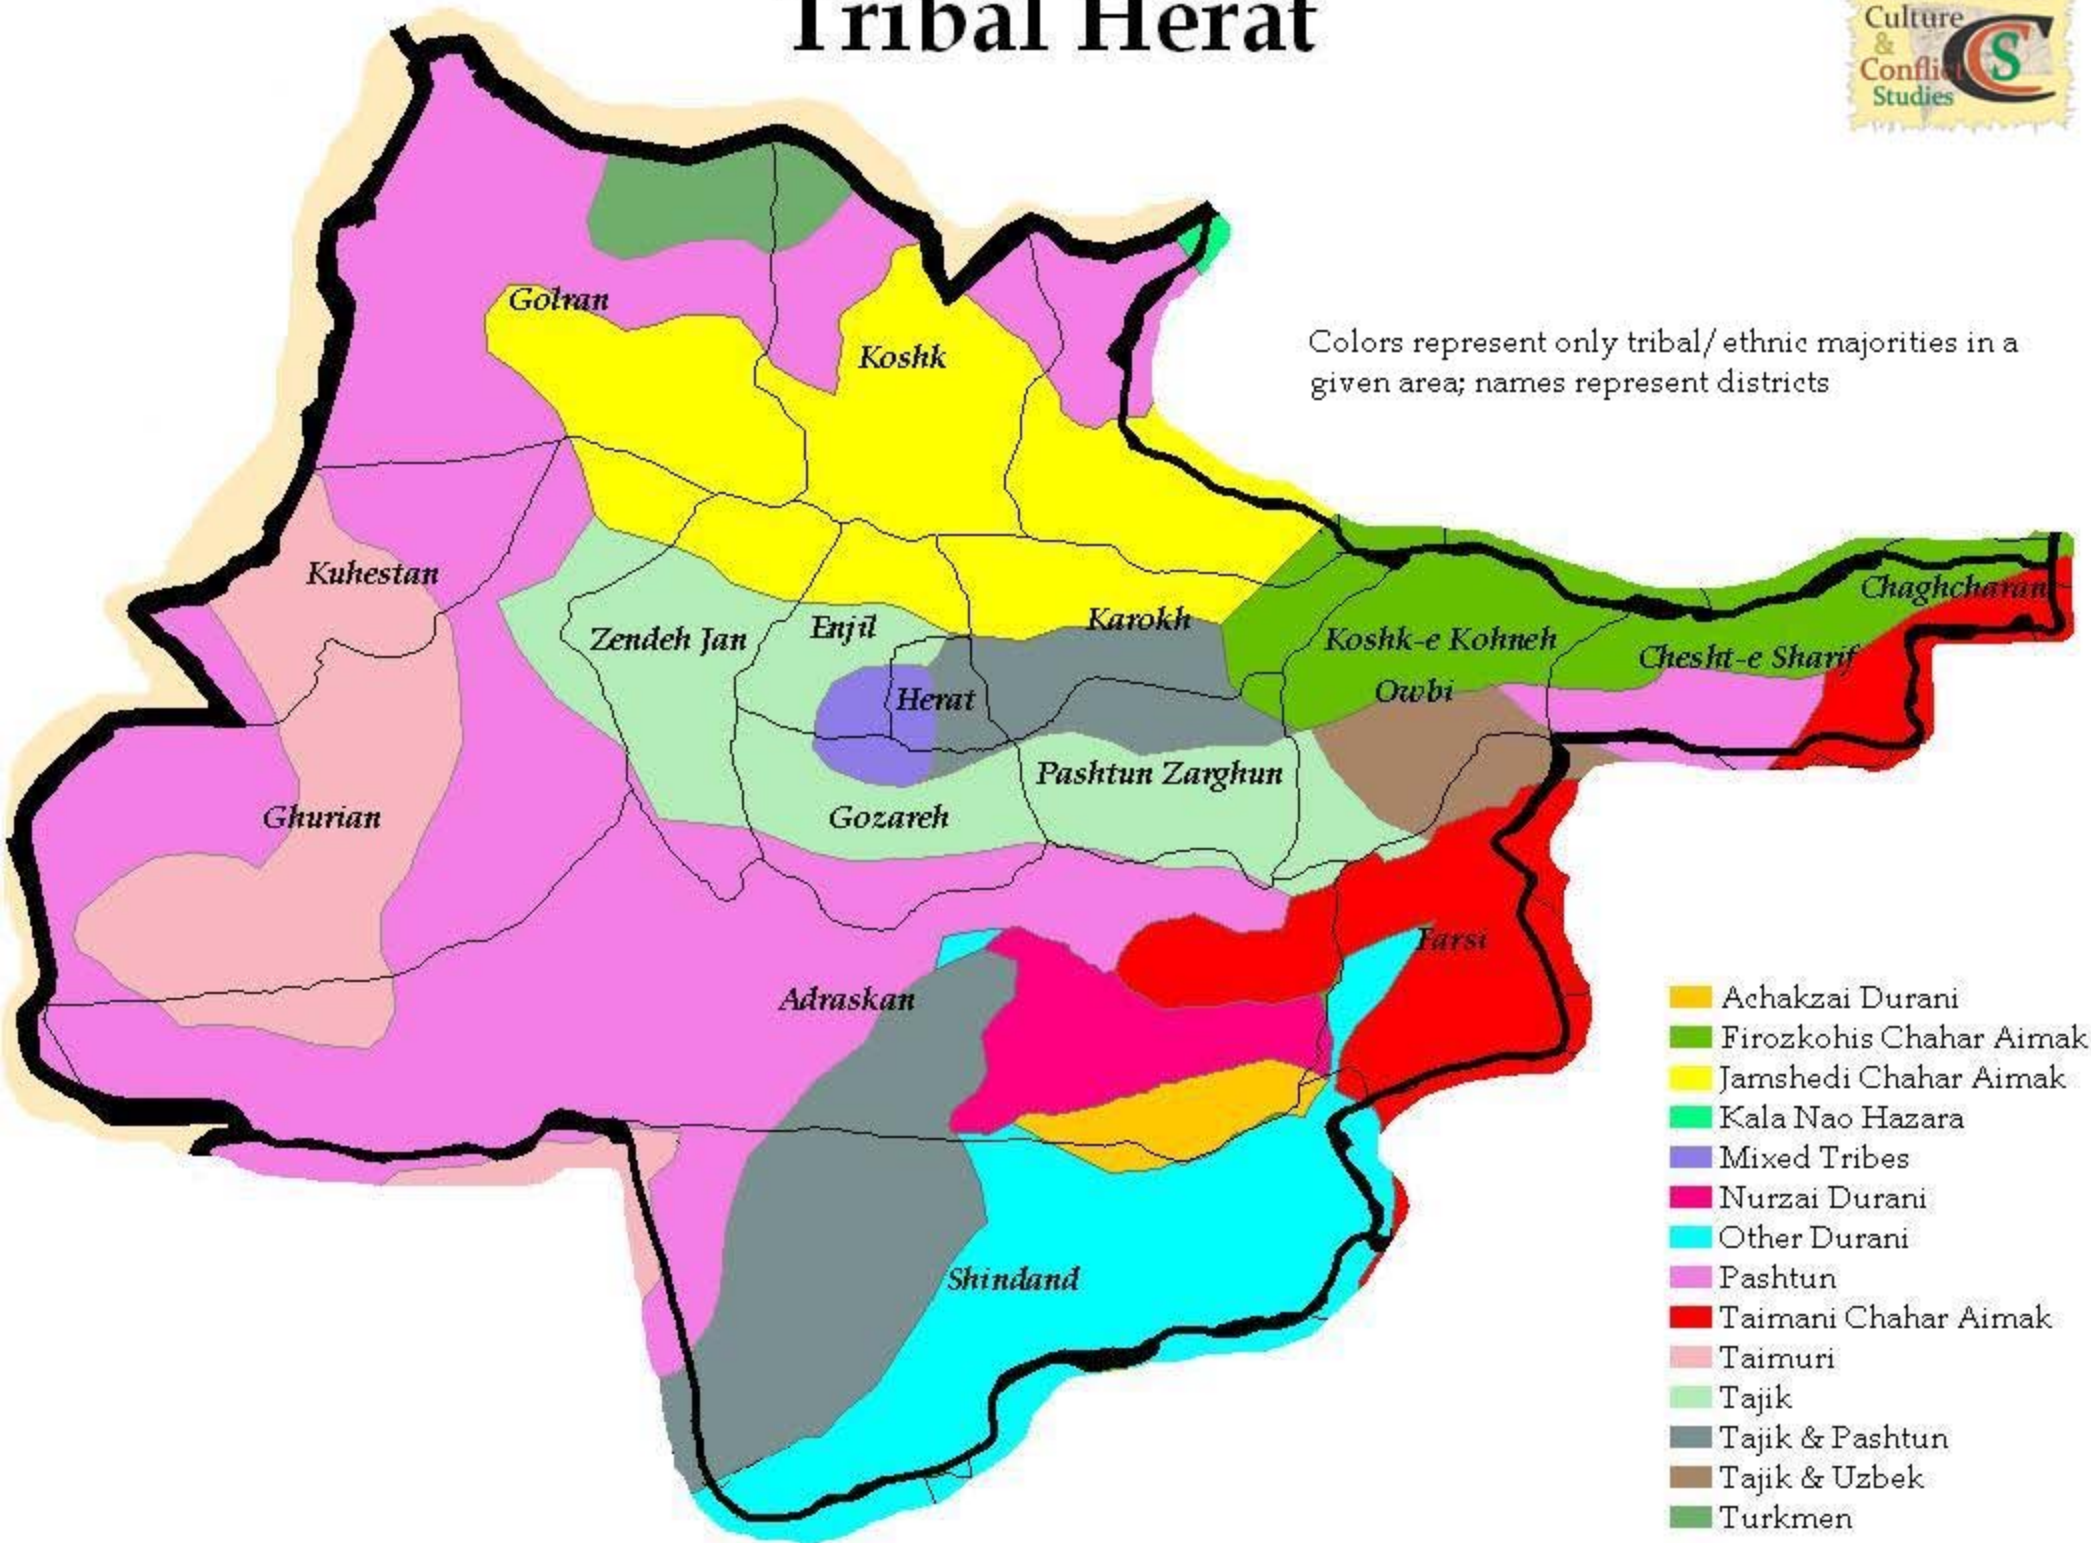 Tribal Herat
Culture
&
Conflict
Studies
CCS
Golran
Koshk
Colors represent only tribal/ethnic majorities in a
given area; names represent districts
Kuhestan
Zendeh Jan
Enjil
Karokh
Koshk-e Kohneh
Chaghcharan
Chesht-e Sharif
Herat
Owbi
Ghurian
Gozareh
Pashtun Zarghun
Farsi
Adraskan
Shindand
Achakzai Durani
Firozkohis Chahar Aimak
Jamshedi Chahar Aimak
Kala Nao Hazara
Mixed Tribes
Nurzai Durani
Other Durani
Pashtun
Taimani Chahar Aimak
Taimuri
Tajik
Tajik & Pashtun
Tajik & Uzbek
Turkmen